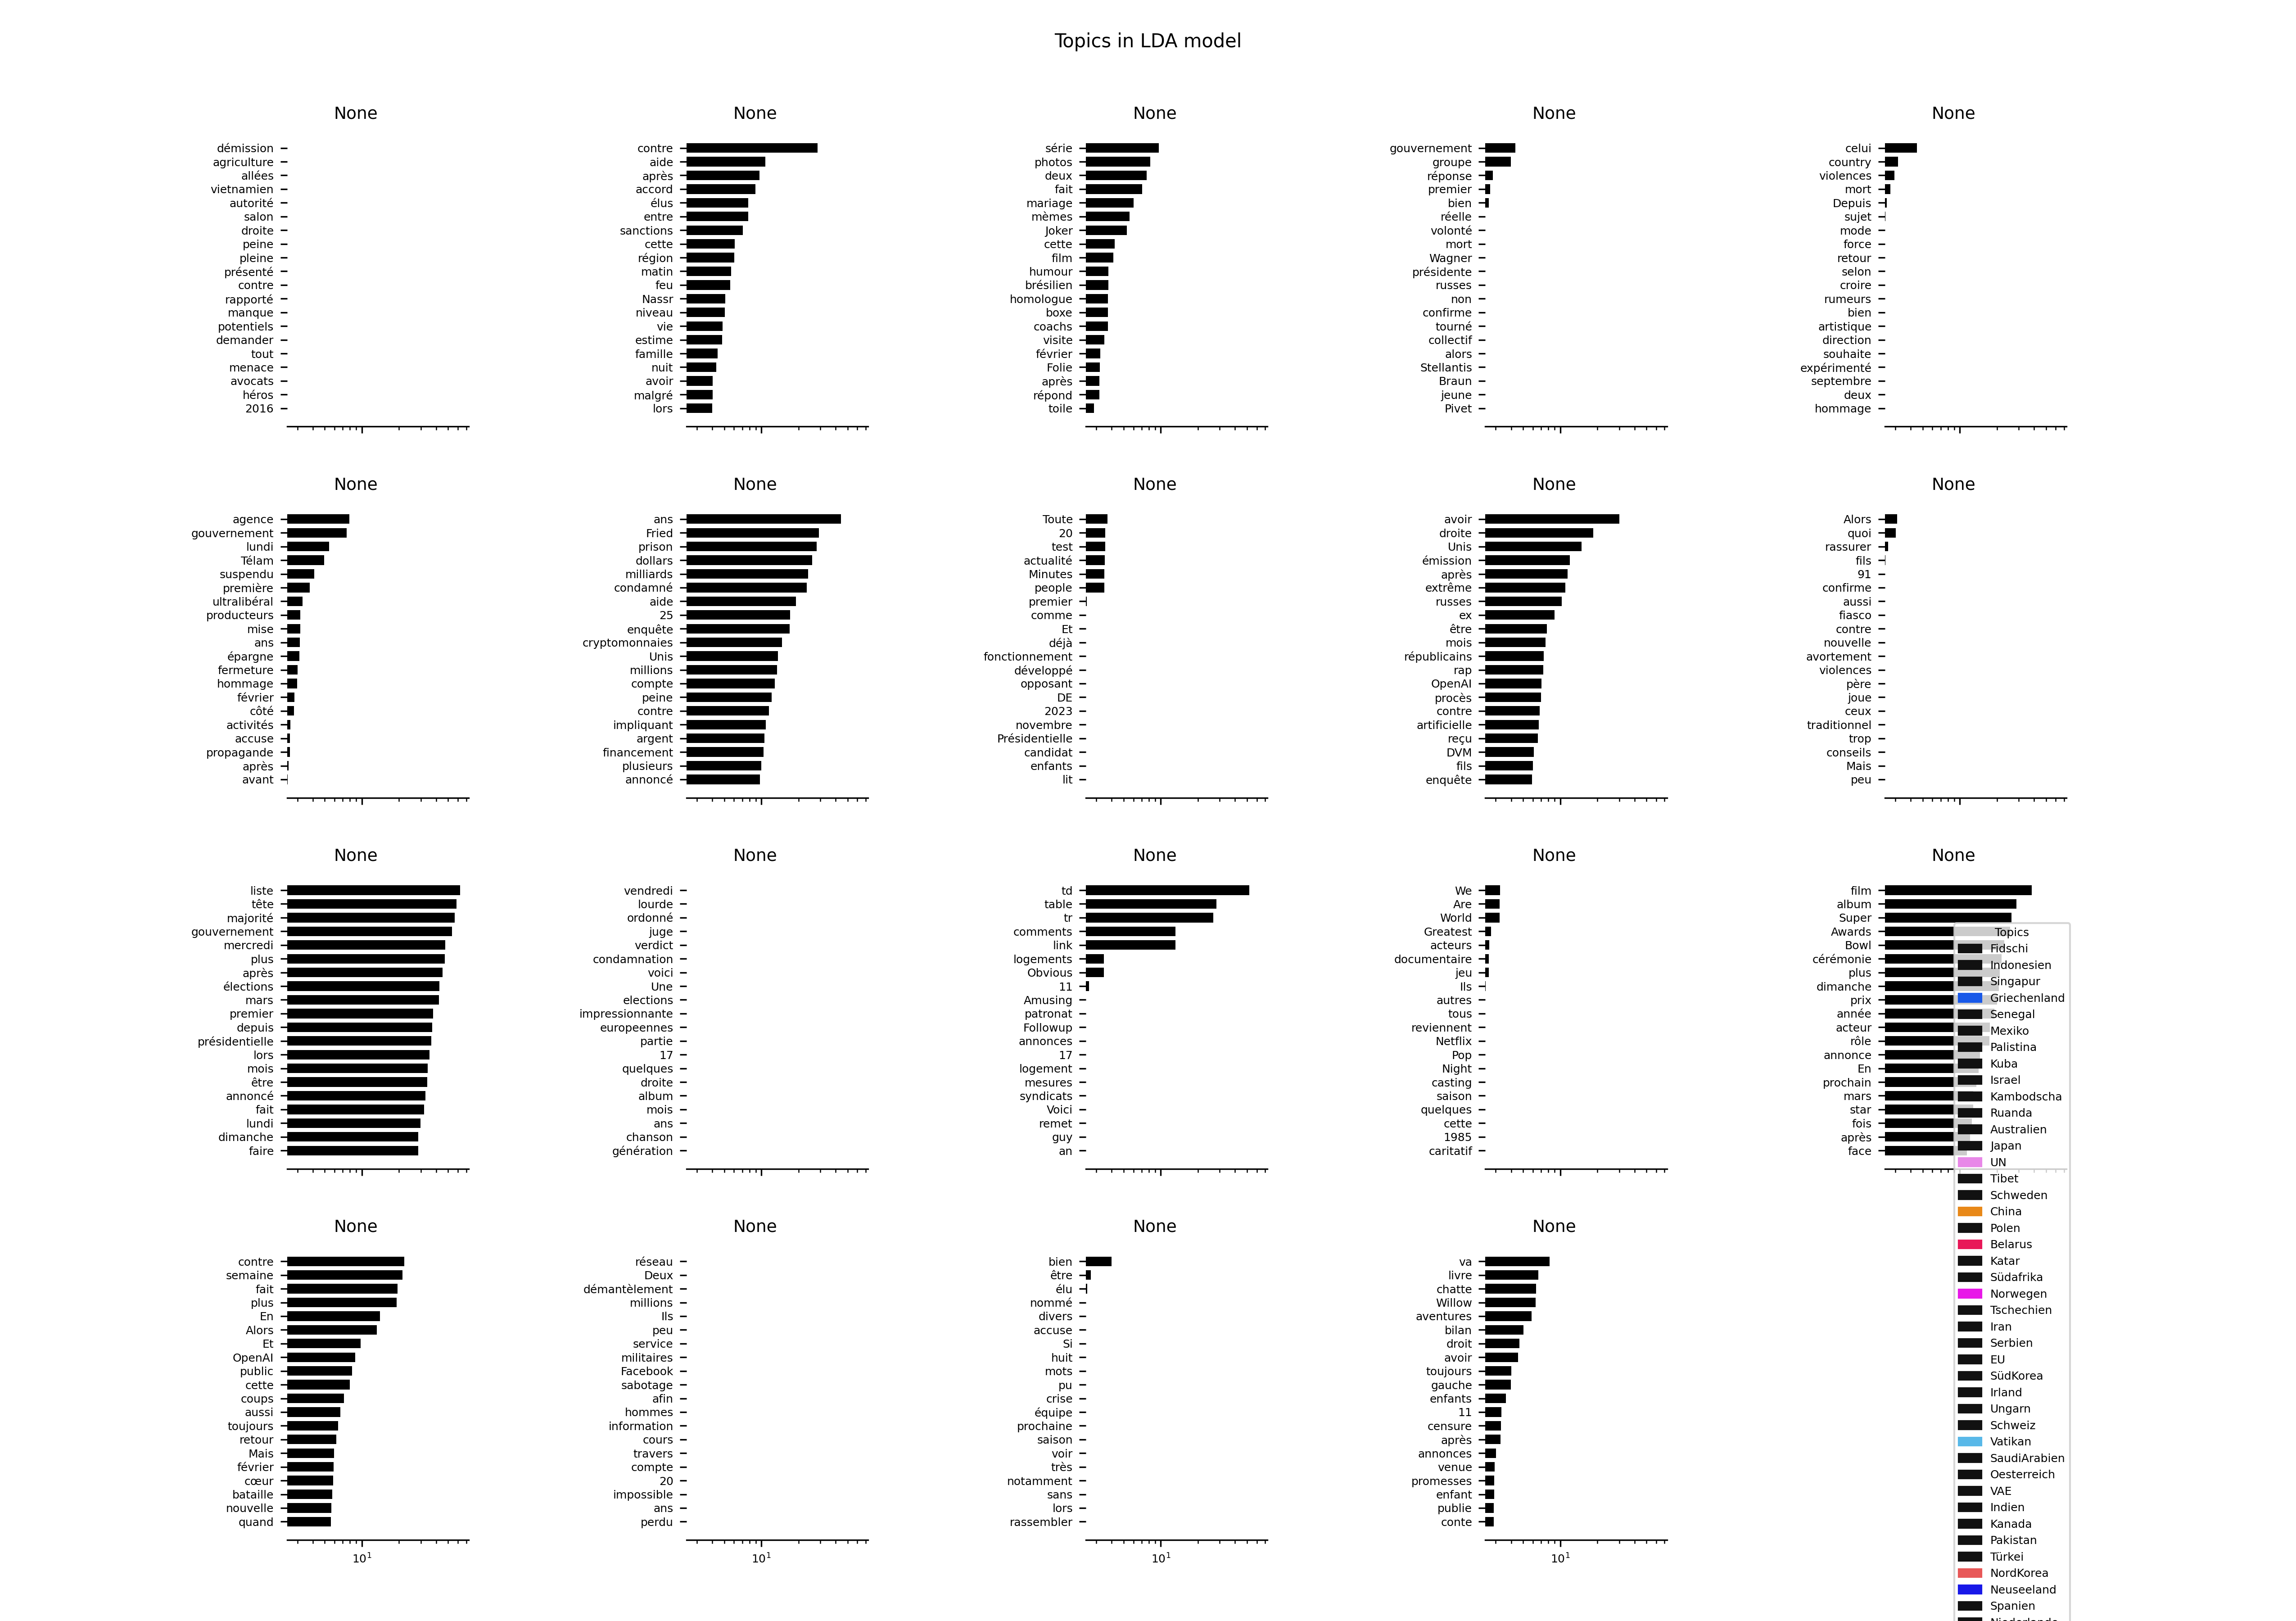 Topics in LDA model
None
démission
agriculture
allées
vietnamien
autorité
salon
droite
peine
pleine
présenté
contre
rapporté
manque
potentiels
demander
tout
menace
avocats
héros
2016
None
contre
aide
après
accord
élus
entre
sanctions
cette
région
matin
feu
Nassr
niveau
vie
estime
famille
nuit
avoir
malgré
lors
None
série
photos
deux
fait
mariage
mèmes
Joker
cette
film
humour
brésilien
homologue
boxe
coachs
visite
février
Folie
après
répond
toile
None
gouvernement
groupe
réponse
premier
bien
réelle
volonté
mort
Wagner
présidente
russes
non
confirme
tourné
collectif
alors
Stellantis
Braun
jeune
Pivet
None
celui
country
violences
mort
Depuis
sujet
mode
force
retour
selon
croire
rumeurs
bien
artistique
direction
souhaite
expérimenté
septembre
deux
hommage
None
agence
gouvernement
lundi
Télam
suspendu
première
ultralibéral
producteurs
mise
ans
épargne
fermeture
hommage
février
côté
activités
accuse
propagande
après
avant
None
ans
Fried
prison
dollars
milliards
condamné
aide
25
enquête
cryptomonnaies
Unis
millions
compte
peine
contre
impliquant
argent
financement
plusieurs
annoncé
None
Toute
20
test
actualité
Minutes
people
premier
comme
Et
déjà
fonctionnement
développé
opposant
DE
2023
novembre
Présidentielle
candidat
enfants
lit
None
avoir
droite
Unis
émission
après
extrême
russes
ex
être
mois
républicains
rap
OpenAI
procès
contre
artificielle
reçu
DVM
fils
enquête
None
Alors
quoi
rassurer
fils
91
confirme
aussi
fiasco
contre
nouvelle
avortement
violences
père
joue
ceux
traditionnel
trop
conseils
Mais
peu
None
liste
tête
majorité
gouvernement
mercredi
plus
après
élections
mars
premier
depuis
présidentielle
lors
mois
être
annoncé
fait
lundi
dimanche
faire
None
vendredi
lourde
ordonné
juge
verdict
condamnation
voici
Une
elections
impressionnante
europeennes
partie
17
quelques
droite
album
mois
ans
chanson
génération
None
td
table
tr
comments
link
logements
Obvious
11
Amusing
patronat
Followup
annonces
17
logement
mesures
syndicats
Voici
remet
guy
an
None
We
Are
World
Greatest
acteurs
documentaire
jeu
Ils
autres
tous
reviennent
Netflix
Pop
Night
casting
saison
quelques
cette
1985
caritatif
None
film
album
Super
Awards
Bowl
cérémonie
plus
dimanche
prix
année
acteur
rôle
annonce
En
prochain
mars
star
fois
après
face
None
contre
semaine
fait
plus
En
Alors
Et
OpenAI
public
cette
coups
aussi
toujours
retour
Mais
février
cœur
bataille
nouvelle
quand
10¹
None
réseau
Deux
démantèlement
millions
Ils
peu
service
militaires
Facebook
sabotage
afin
hommes
information
cours
travers
compte
20
impossible
ans
perdu
10¹
None
bien
être
élu
nommé
divers
accuse
Si
huit
mots
pu
crise
équipe
prochaine
saison
voir
très
notamment
sans
lors
rassembler
10¹
None
va
livre
chatte
Willow
aventures
bilan
droit
avoir
toujours
gauche
enfants
11
censure
après
annonces
venue
promesses
enfant
publie
conte
10¹
Topics
Fidschi
Indonesien
Singapur
Griechenland
Senegal
Mexiko
Palistina
Kuba
Israel
Kambodscha
Ruanda
Australien
Japan
UN
Tibet
Schweden
China
Polen
Belarus
Katar
Südafrika
Norwegen
Tschechien
Iran
Serbien
EU
SüdKorea
Irland
Ungarn
Schweiz
Vatikan
SaudiArabien
Oesterreich
VAE
Indien
Kanada
Pakistan
Türkei
NordKorea
Neuseeland
Spanien